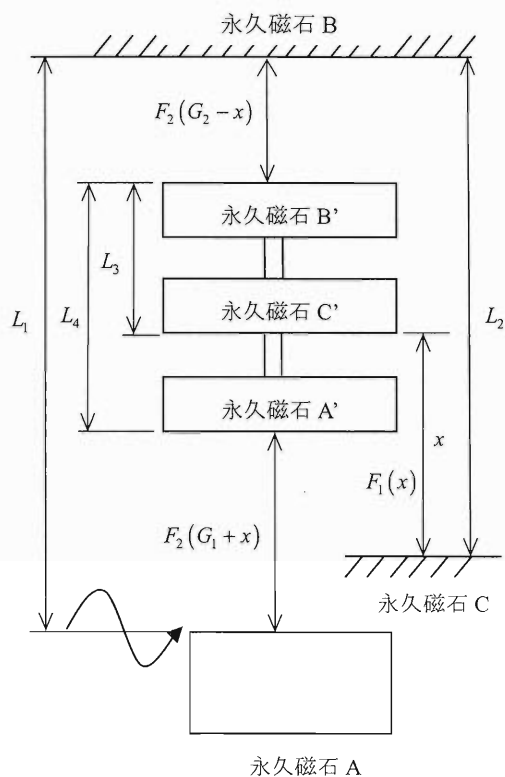 永久磁石 B
F₂(G₂−x)
永久磁石 B’
L₃
永久磁石 C’
L₁
L₄
L₂
永久磁石 A’
x
F₁(x)
F₂(G₁+x)
永久磁石 C
永久磁石 A